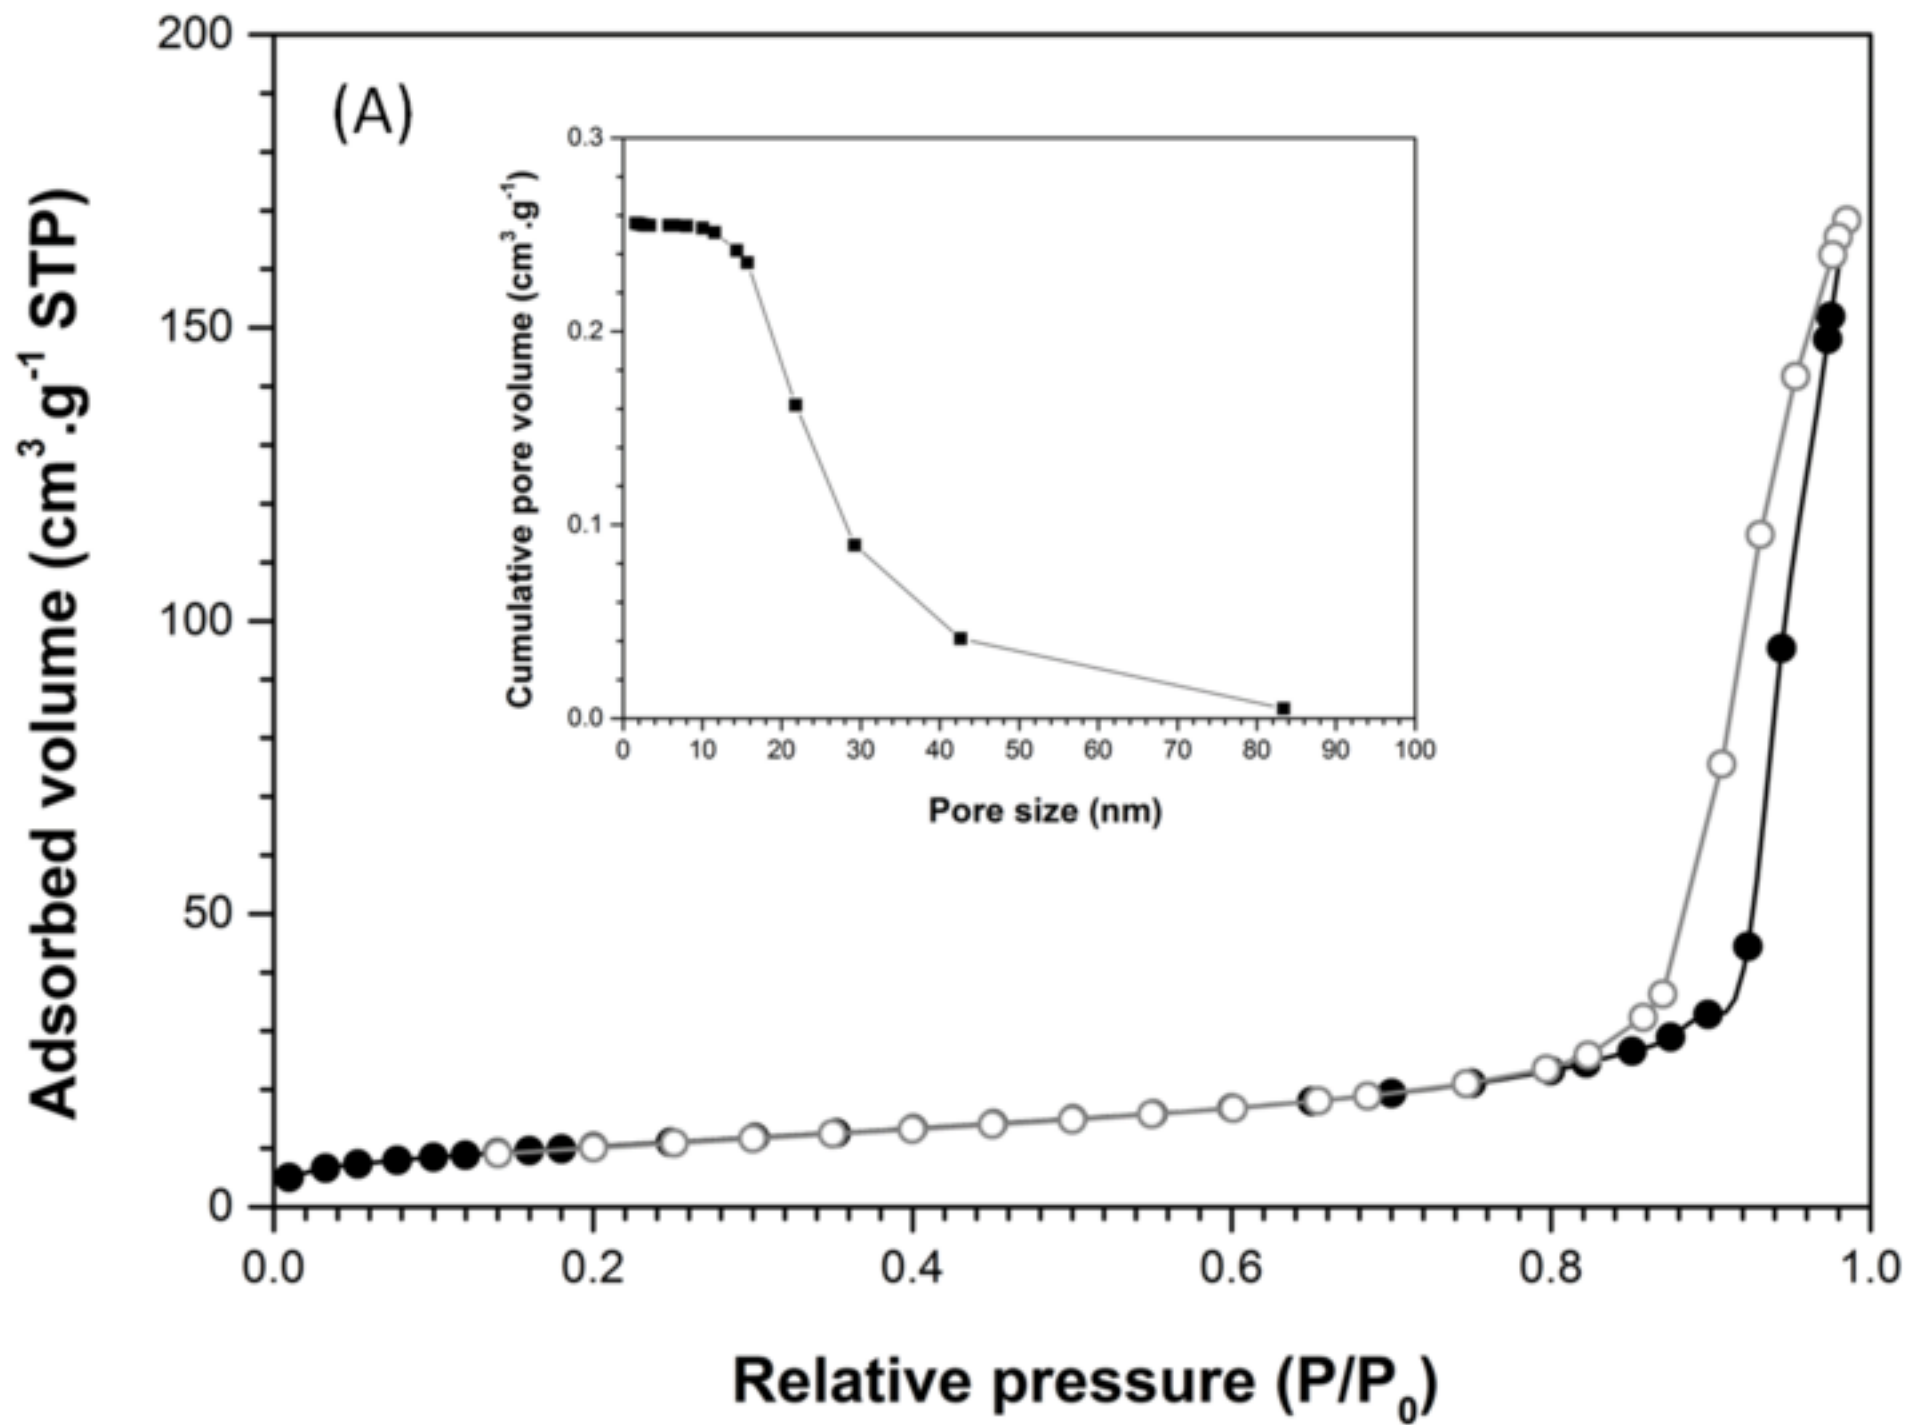 (A)
200
150
100
50
0
Adsorbed volume (cm³.g⁻¹ STP)
0.0 0.2 0.4 0.6 0.8 1.0
Relative pressure (P/P₀)
0.3
0.2
0.1
0.0
Cumulative pore volume (cm³.g⁻¹)
0 10 20 30 40 50 60 70 80 90 100
Pore size (nm)